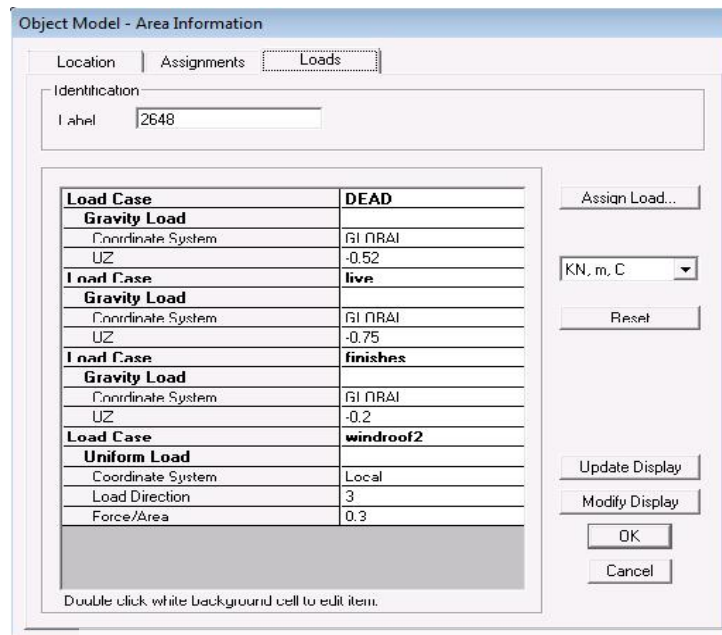 Object Model - Area Information
Location Assignments Loads
Identification
Label 2648
Load Case DEAD
Gravity Load
Coordinate System GLOBAL
UZ -0.52
Load Case live
Gravity Load
Coordinate System GLOBAL
UZ -0.75
Load Case finishes
Gravity Load
Coordinate System GLOBAL
UZ -0.2
Load Case windroof2
Uniform Load
Coordinate System Local
Load Direction 3
Force/Area 0.3
Double click white background cell to edit item.
Assign Load...
KN, m, C
Reset
Update Display
Modify Display
OK
Cancel